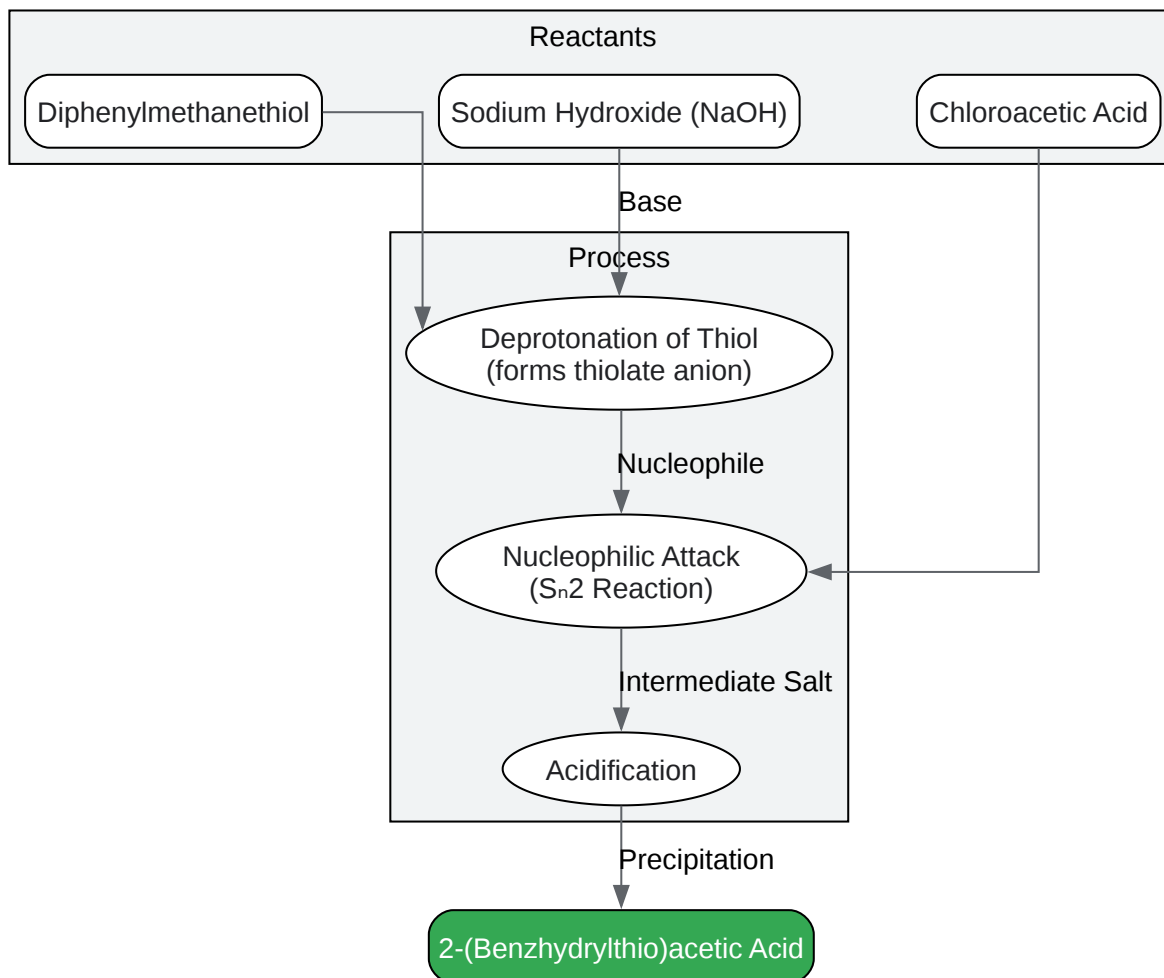 Reactants
Diphenylmethanethiol
Sodium Hydroxide (NaOH)
Chloroacetic Acid
Base
Process
Deprotonation of Thiol
(forms thiolate anion)
Nucleophile
Nucleophilic Attack
(Sₙ2 Reaction)
Intermediate Salt
Acidification
Precipitation
2-(Benzhydrylthio)acetic Acid